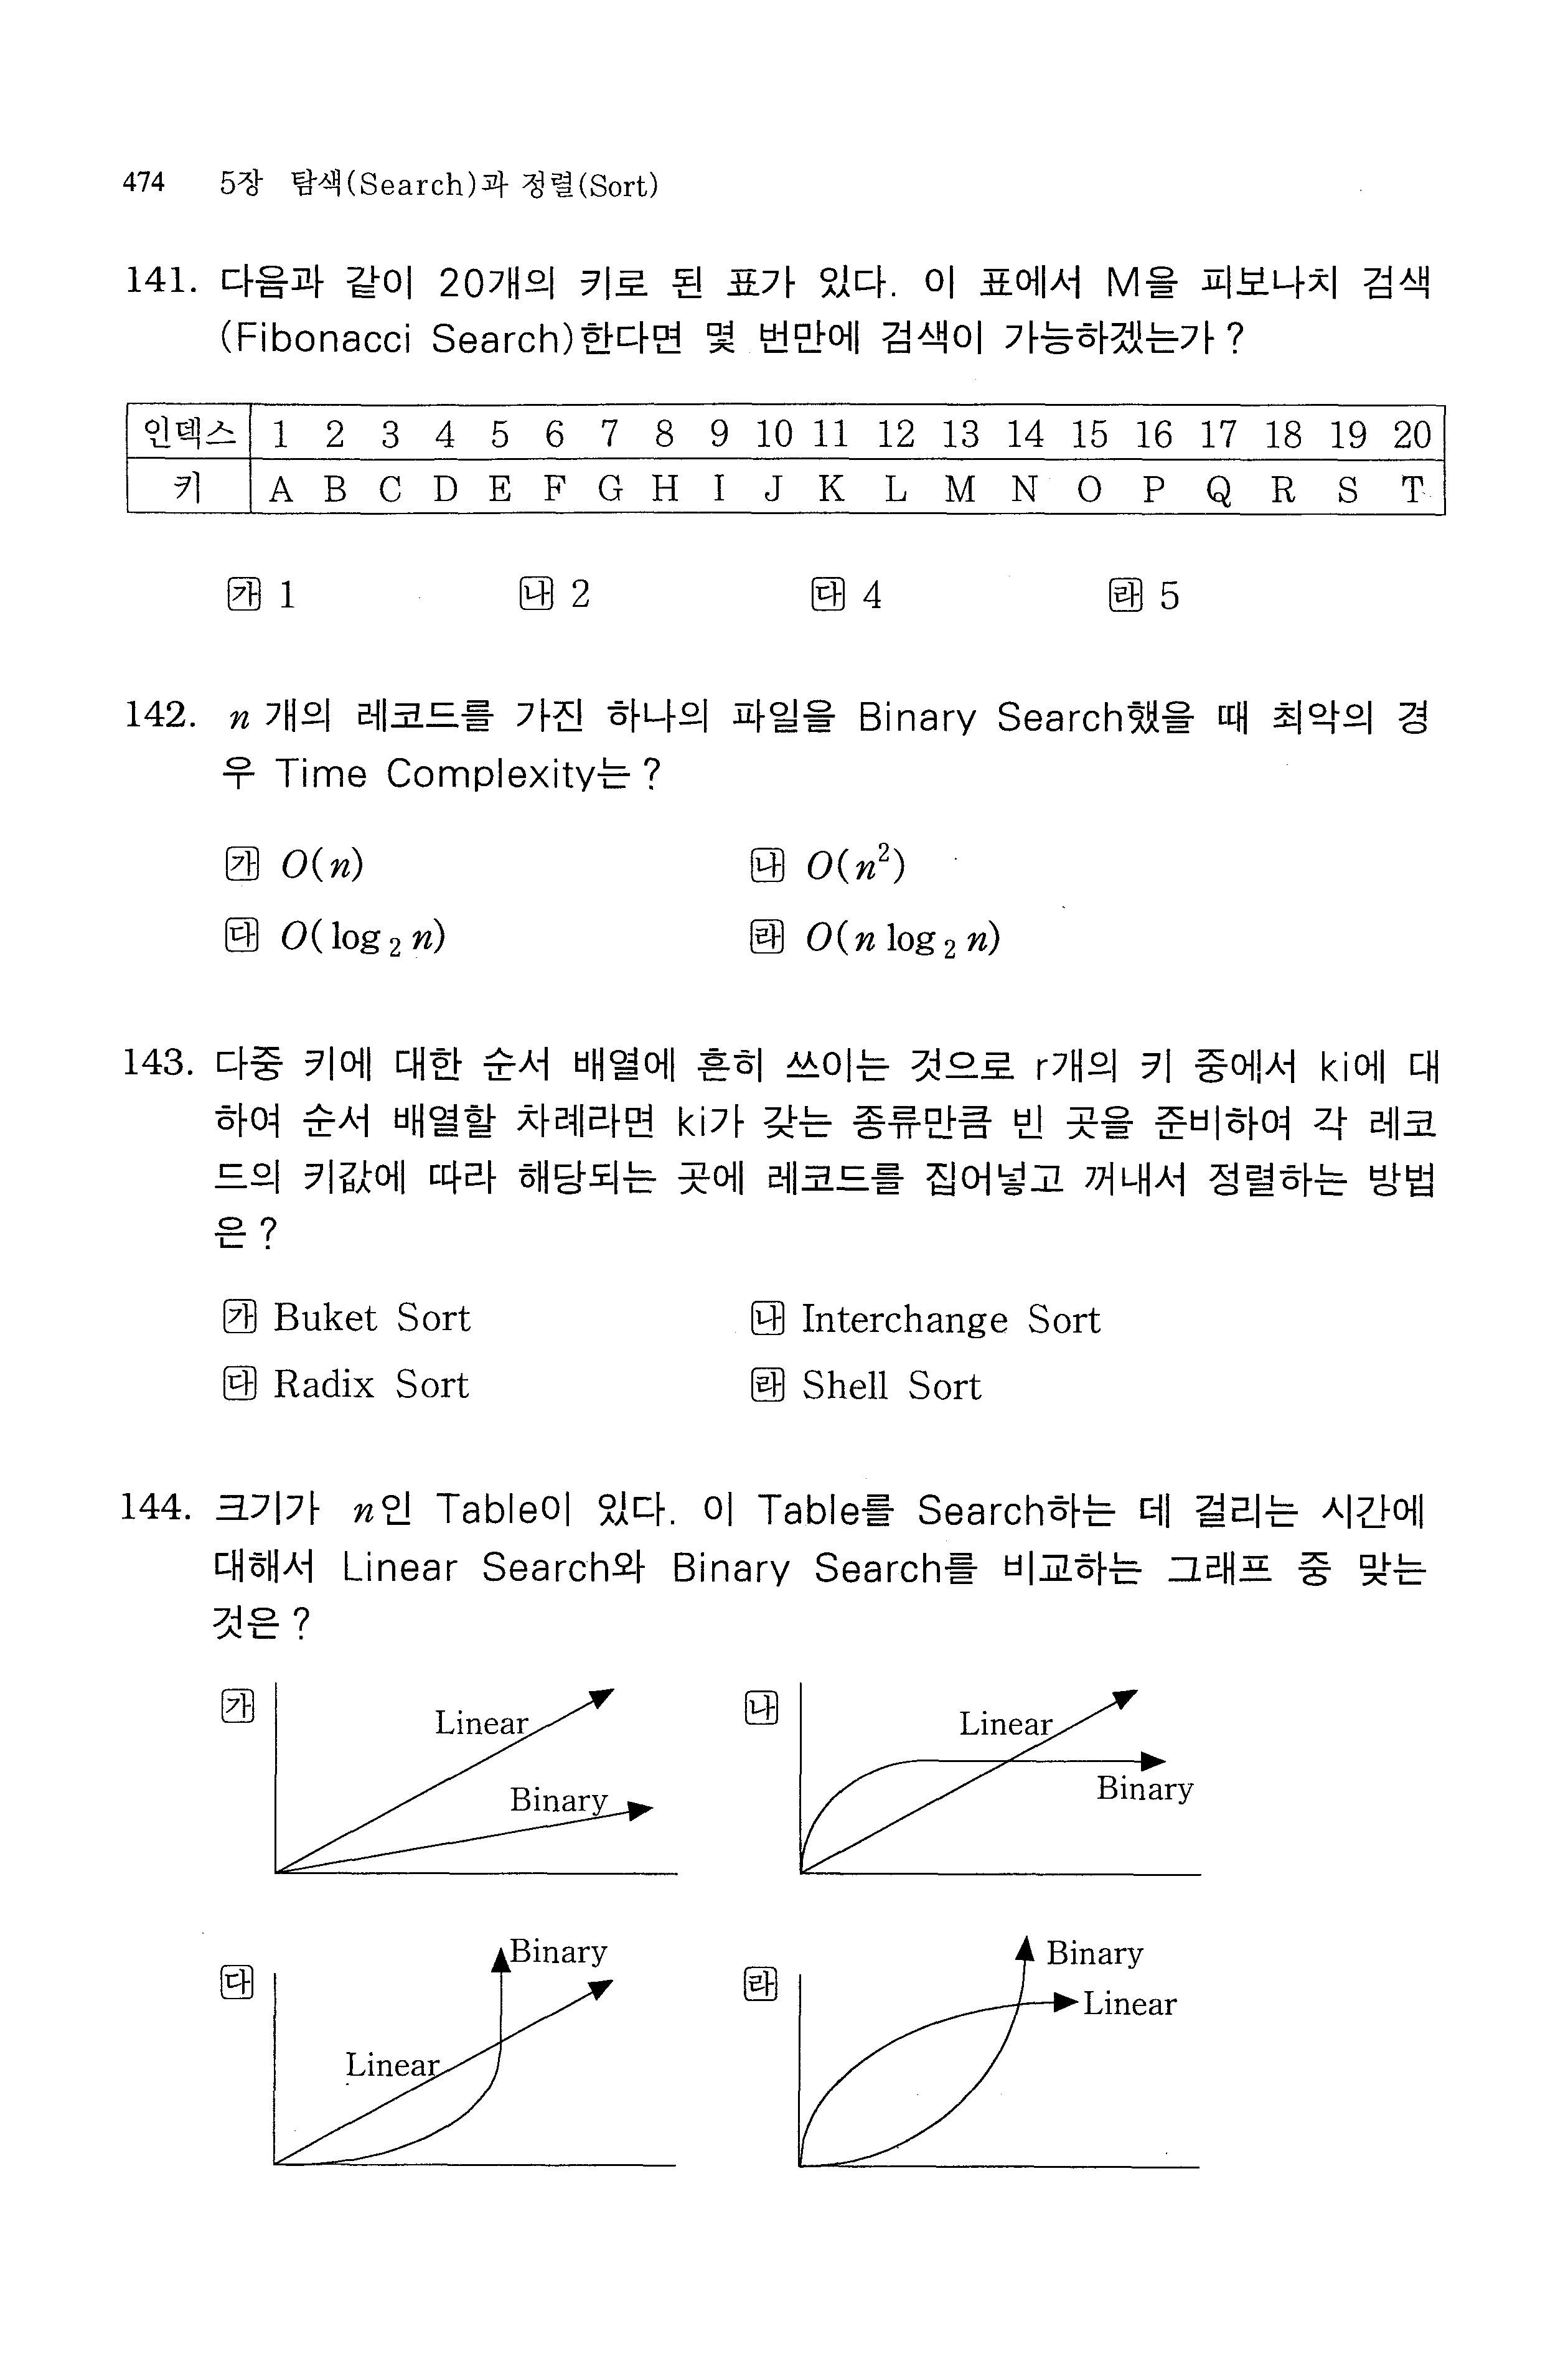 474 5장 탐색(Search)과 정렬(Sort)
141. 다음과 같이 20개의 키로 된 표가 있다. 이 표에서 M을 피보나치 검색
(Fibonacci Search)한다면 몇 번만에 검색이 가능하겠는가?
인덱스 1 2 3 4 5 6 7 8 9 10 11 12 13 14 15 16 17 18 19 20
키 A B C D E F G H I J K L M N O P Q R S T
가 1 나 2 다 4 라 5
142. n 개의 레코드를 가진 하나의 파일을 Binary Search했을 때 최악의 경
우 Time Complexity는?
가 O(n) 나 O(n²)
다 O(log₂n) 라 O(n log₂n)
143. 다중 키에 대한 순서 배열에 흔히 쓰이는 것으로 r개의 키 중에서 ki에 대
하여 순서 배열할 차례라면 ki가 갖는 종류만큼 빈 곳을 준비하여 각 레코
드의 키값에 따라 해당되는 곳에 레코드를 집어넣고 꺼내서 정렬하는 방법
은?
가 Buket Sort 나 Interchange Sort
다 Radix Sort 라 Shell Sort
144. 크기가 n인 Table이 있다. 이 Table를 Search하는 데 걸리는 시간에
대해서 Linear Search와 Binary Search를 비교하는 그래프 중 맞는
것은?
가 Linear Binary
나 Linear Binary
다 Binary Linear
라 Binary Linear